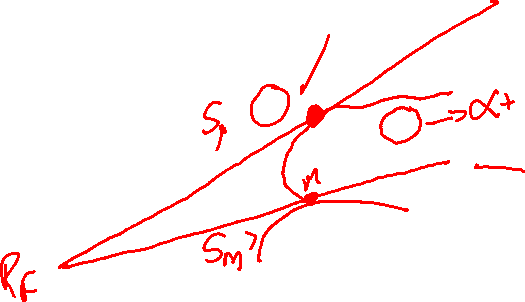 S,
→ α+
n
Sm?
RF